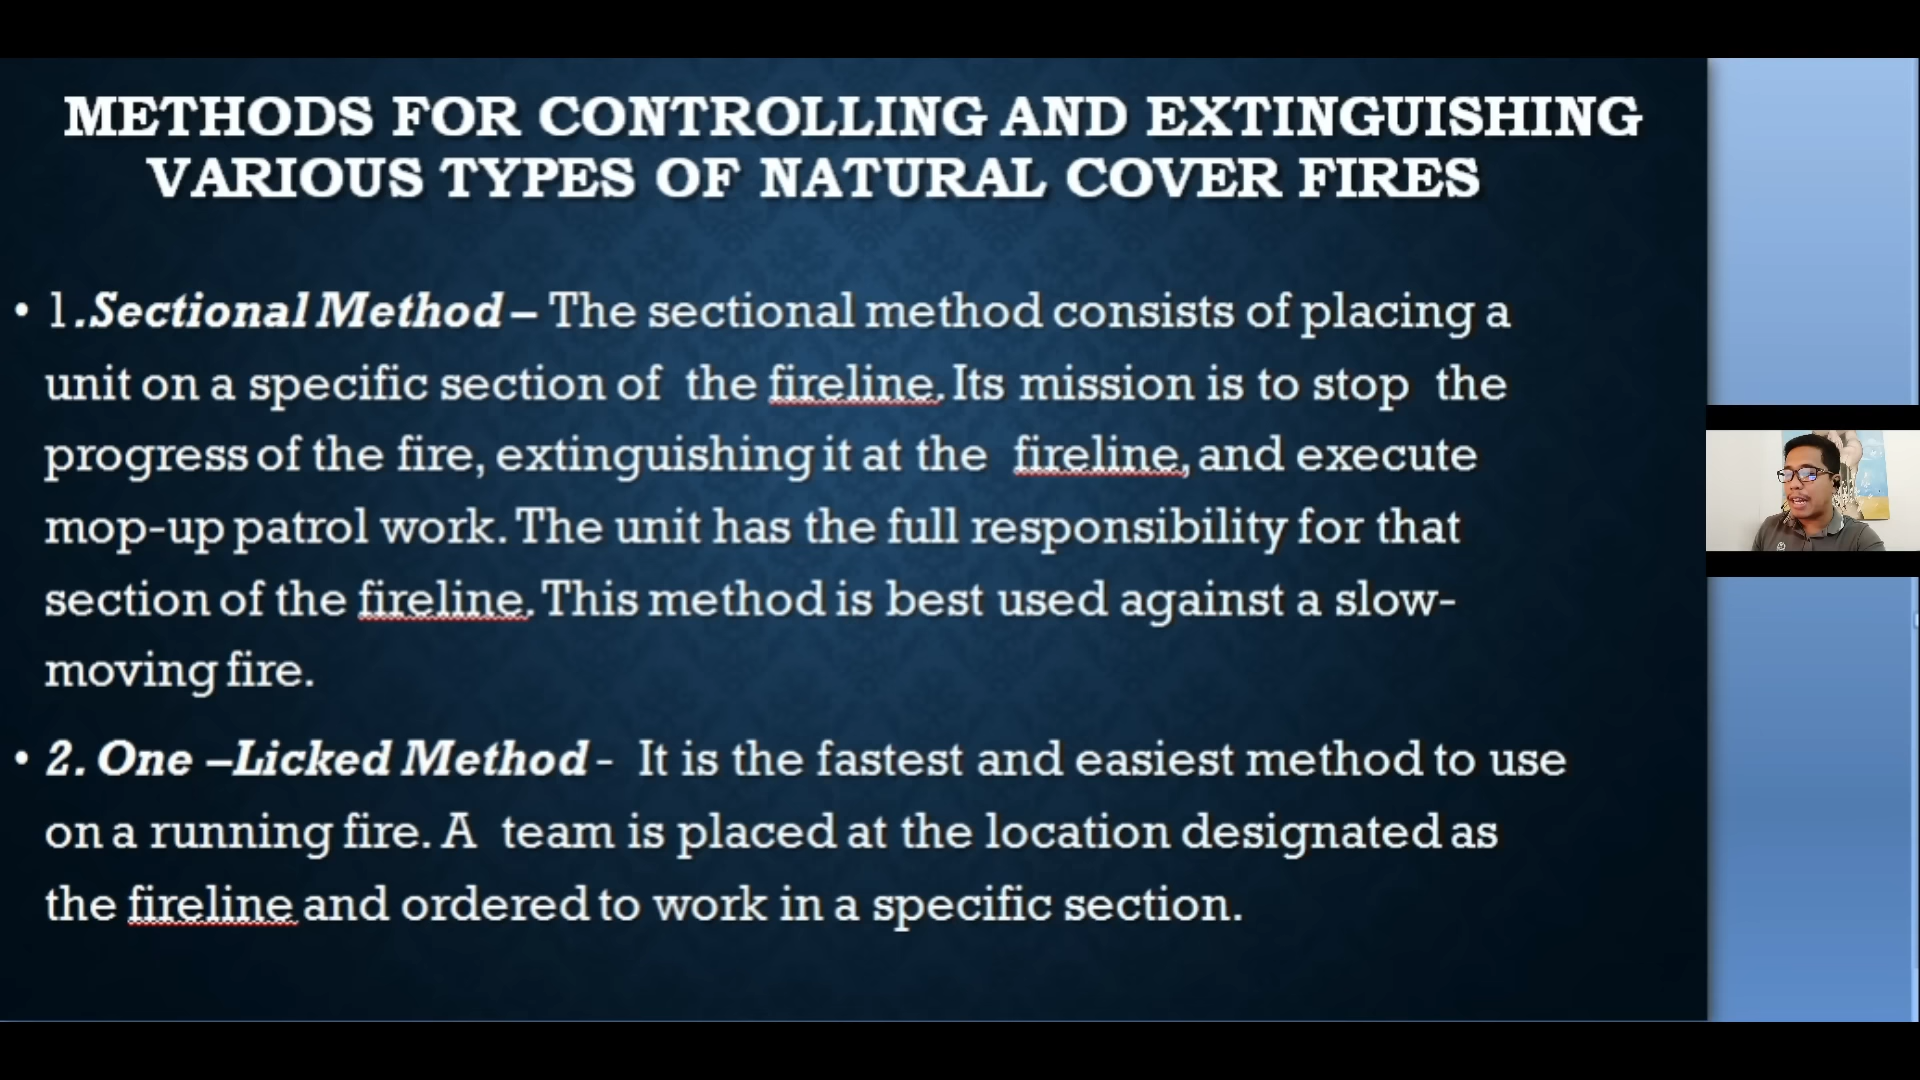 METHODS FOR CONTROLLING AND EXTINGUISHING
VARIOUS TYPES OF NATURAL COVER FIRES
• 1.Sectional Method – The sectional method consists of placing a
unit on a specific section of the fireline. Its mission is to stop the
progress of the fire, extinguishing it at the fireline, and execute
mop-up patrol work. The unit has the full responsibility for that
section of the fireline. This method is best used against a slow-
moving fire.
• 2. One –Licked Method - It is the fastest and easiest method to use
on a running fire. A team is placed at the location designated as
the fireline and ordered to work in a specific section.